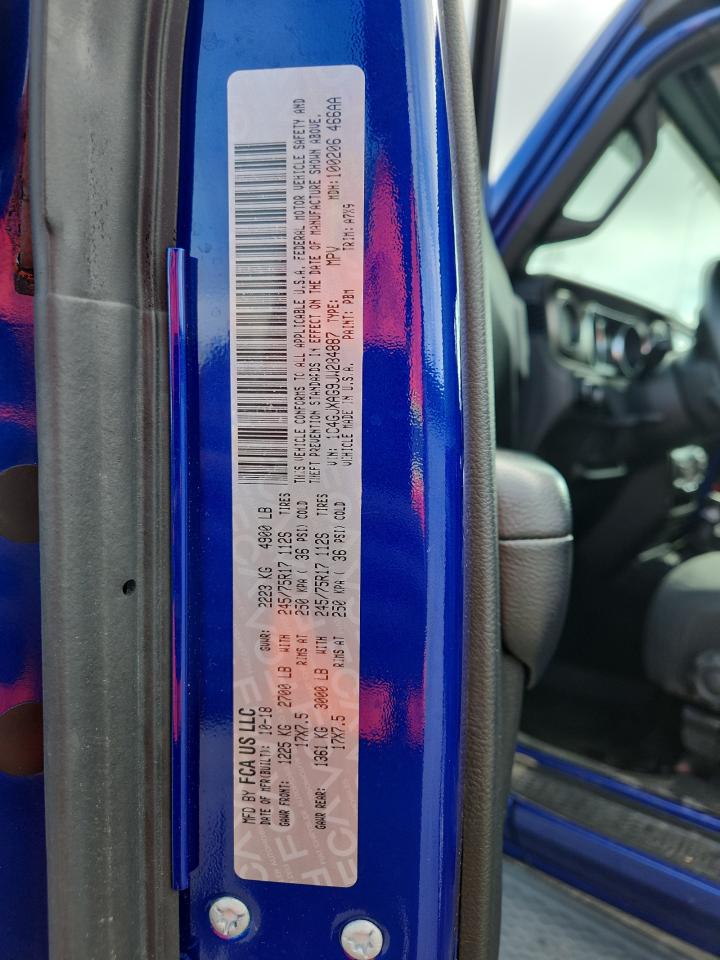 MFD BY FCA US LLC
DATE OF MFR(BUILT): 10-18 GVWR: 2223 KG 4900 LB
GAWR FRONT: 1225 KG 2700 LB WITH 245/75R17 112S TIRES
17X7.5 RIMS AT 250 KPA ( 36 PSI) COLD
GAWR REAR: 1361 KG 3000 LB WITH 245/75R17 112S TIRES
17X7.5 RIMS AT 250 KPA ( 36 PSI) COLD
THIS VEHICLE CONFORMS TO ALL APPLICABLE U.S.A. FEDERAL MOTOR VEHICLE SAFETY AND
THEFT PREVENTION STANDARDS IN EFFECT ON THE DATE OF MANUFACTURE SHOWN ABOVE.
VIN: 1C4GJXAG9JW284887 TYPE: MPV MDH: 100206 466AA
VEHICLE MADE IN U.S.A. PAINT: PBM TRIM: A7X9